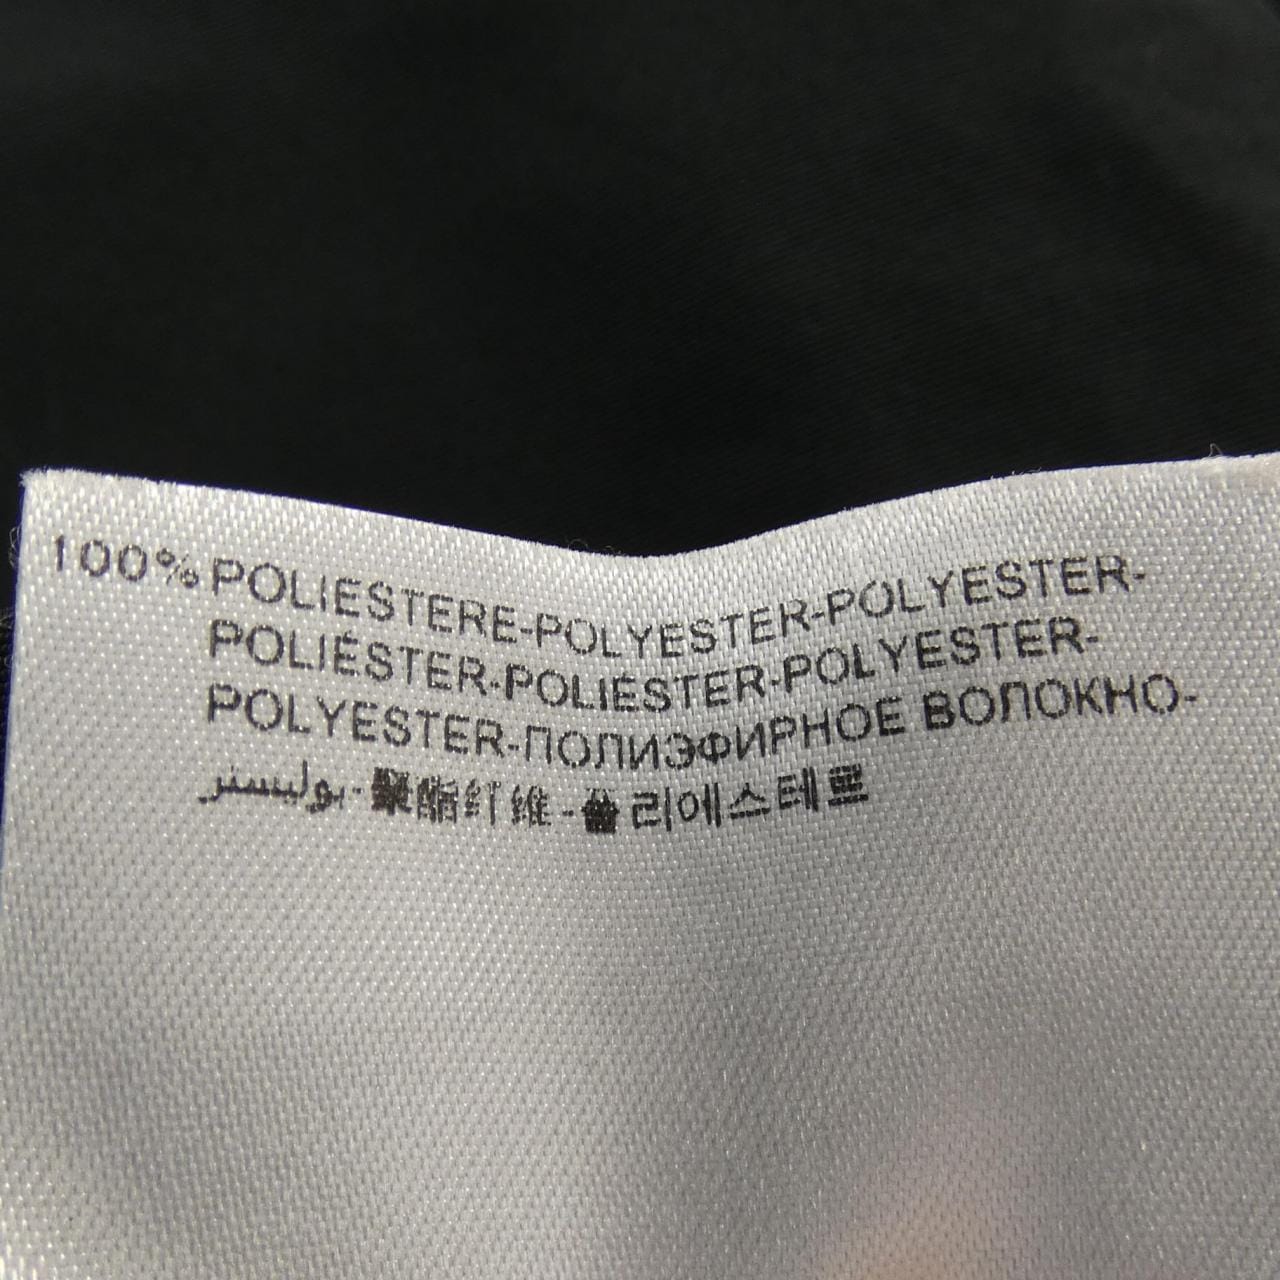 100% POLIESTERE-POLYESTER-POLYESTER-
POLIÉSTER-POLIÉSTER-POLYESTER-
POLYESTER-ПОЛИЭФИРНОЕ ВОЛОКНО-
بوليستر-聚酯纤维-폴리에스테르